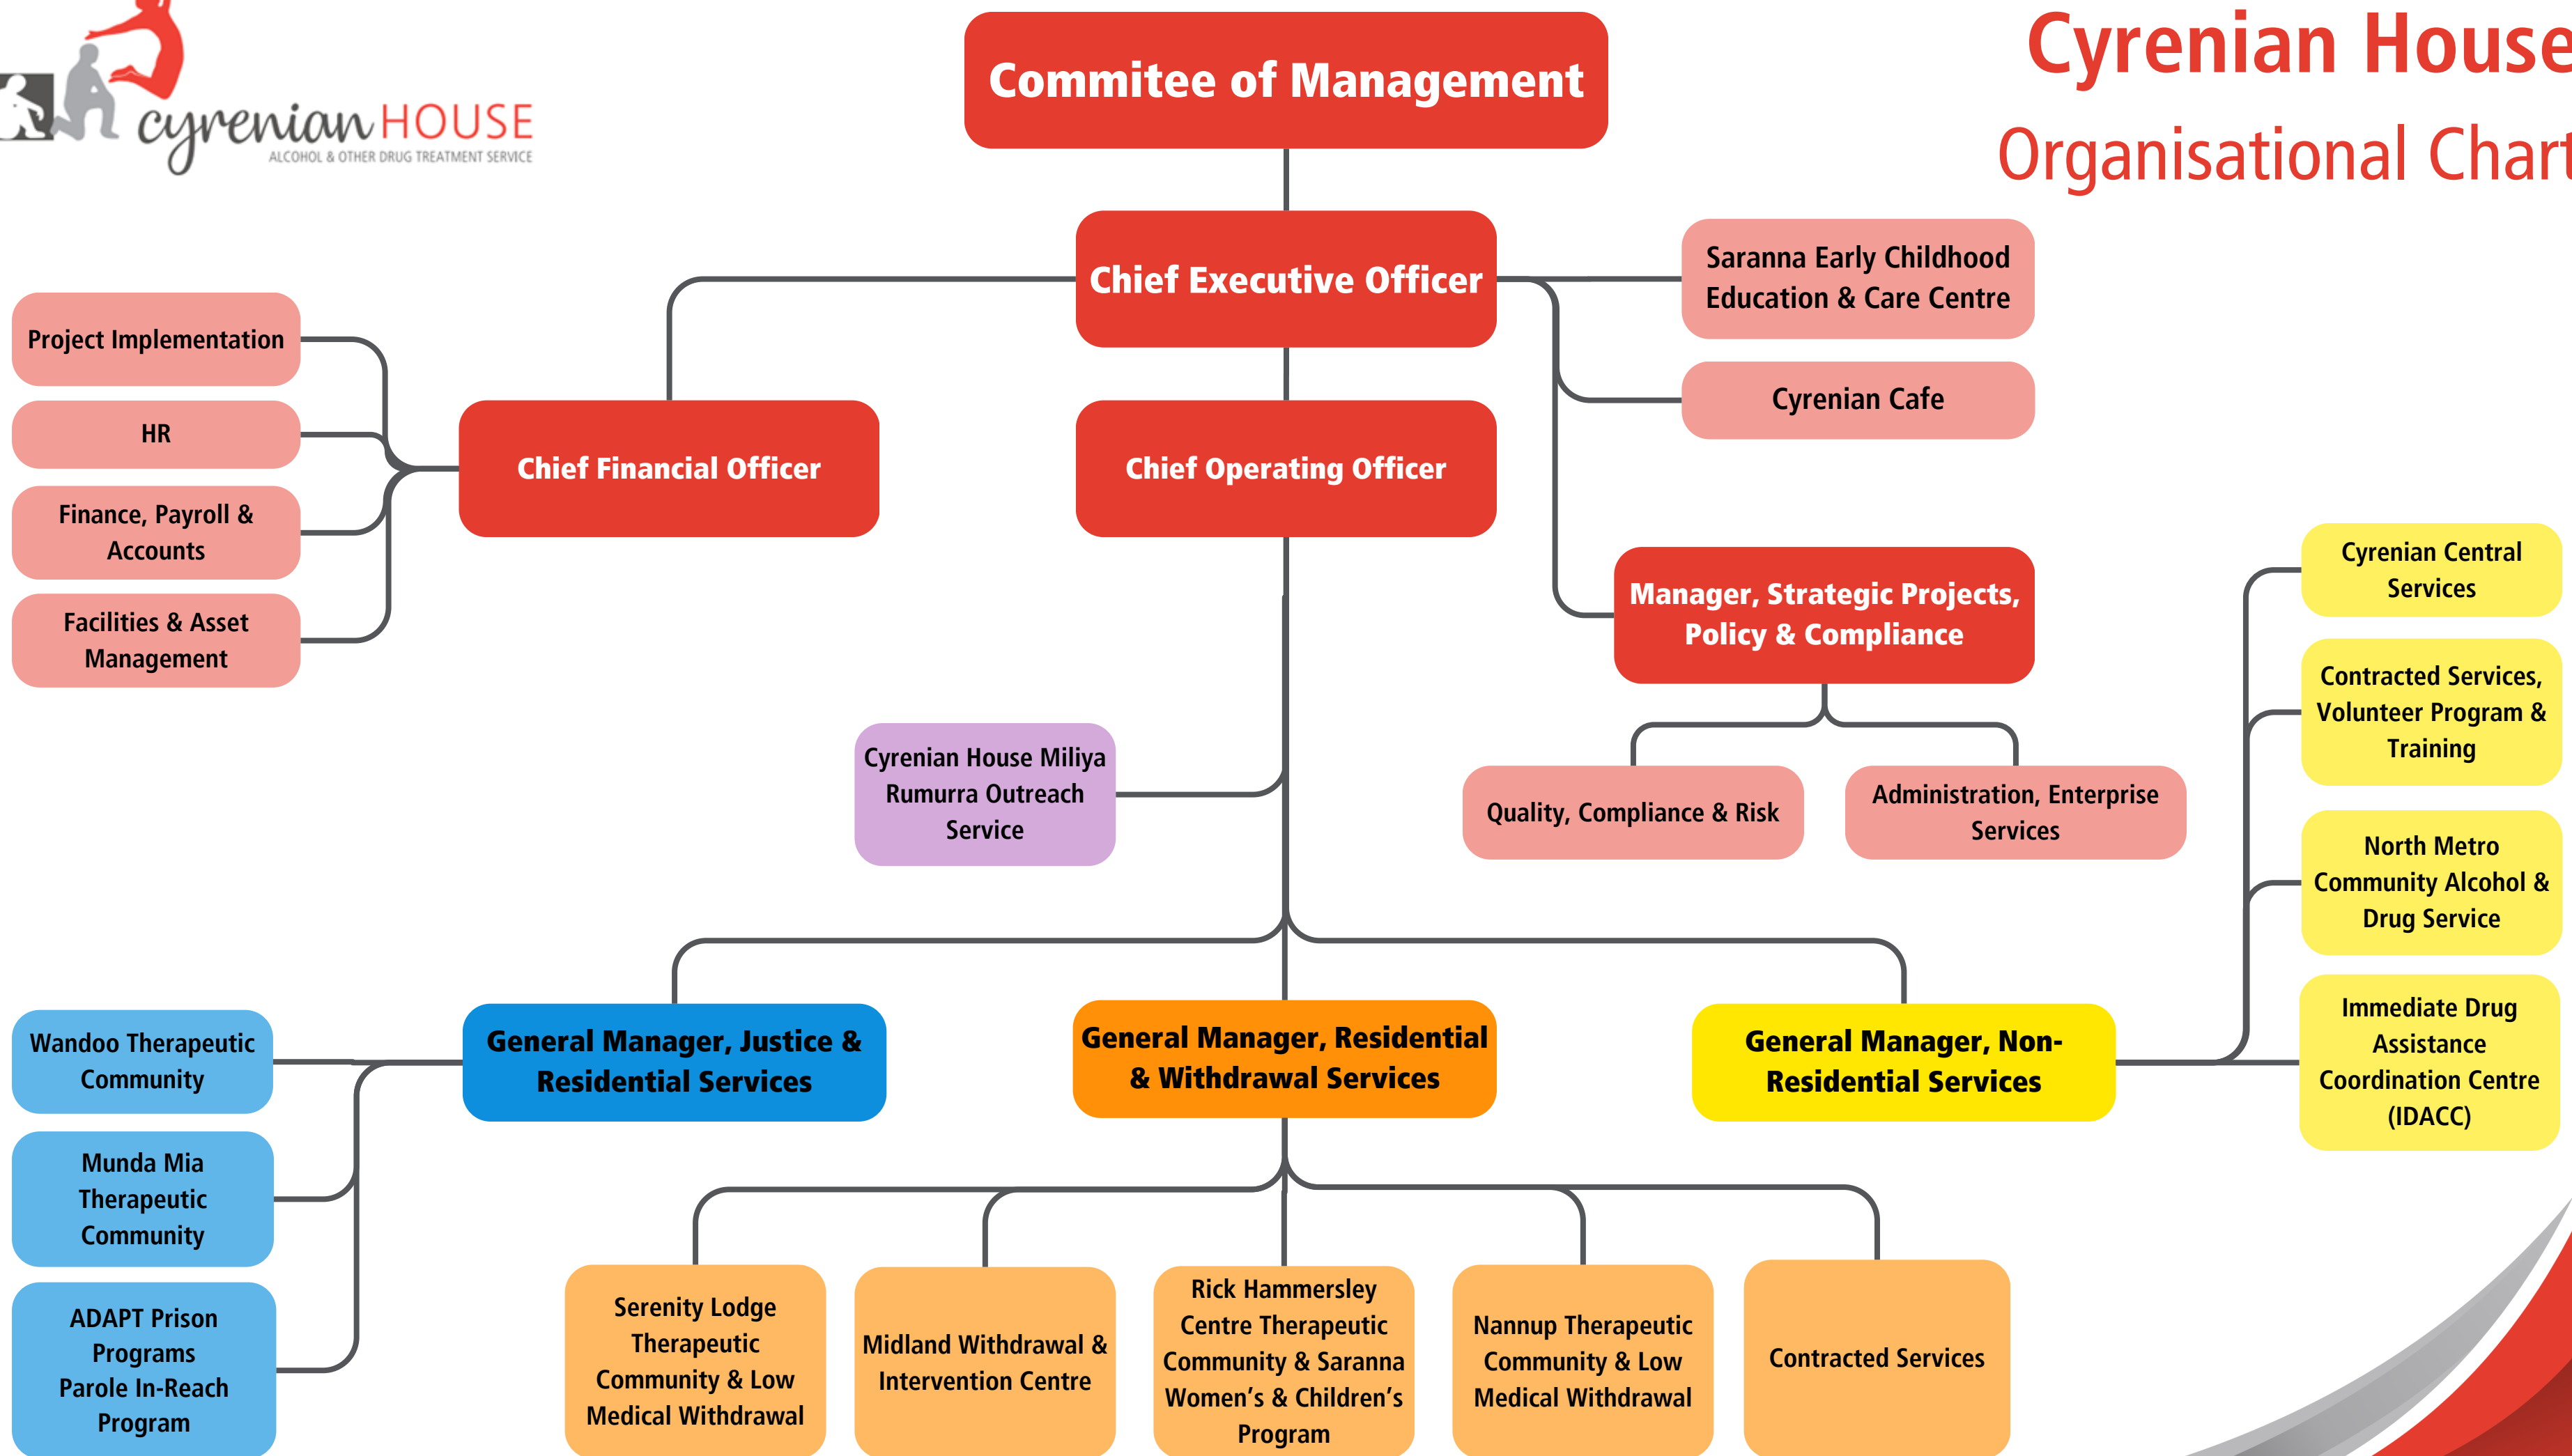 cyrenian HOUSE
ALCOHOL & OTHER DRUG TREATMENT SERVICE
Cyrenian House
Organisational Chart
Commitee of Management
Chief Executive Officer
Saranna Early Childhood
Education & Care Centre
Cyrenian Cafe
Project Implementation
HR
Finance, Payroll &
Accounts
Facilities & Asset
Management
Chief Financial Officer
Chief Operating Officer
Manager, Strategic Projects,
Policy & Compliance
Quality, Compliance & Risk
Administration, Enterprise
Services
Cyrenian House Miliya
Rumurra Outreach
Service
Cyrenian Central
Services
Contracted Services,
Volunteer Program &
Training
North Metro
Community Alcohol &
Drug Service
Immediate Drug
Assistance
Coordination Centre
(IDACC)
General Manager, Justice &
Residential Services
General Manager, Residential
& Withdrawal Services
General Manager, Non-
Residential Services
Wandoo Therapeutic
Community
Munda Mia
Therapeutic
Community
ADAPT Prison
Programs
Parole In-Reach
Program
Serenity Lodge
Therapeutic
Community & Low
Medical Withdrawal
Midland Withdrawal &
Intervention Centre
Rick Hammersley
Centre Therapeutic
Community & Saranna
Women’s & Children’s
Program
Nannup Therapeutic
Community & Low
Medical Withdrawal
Contracted Services